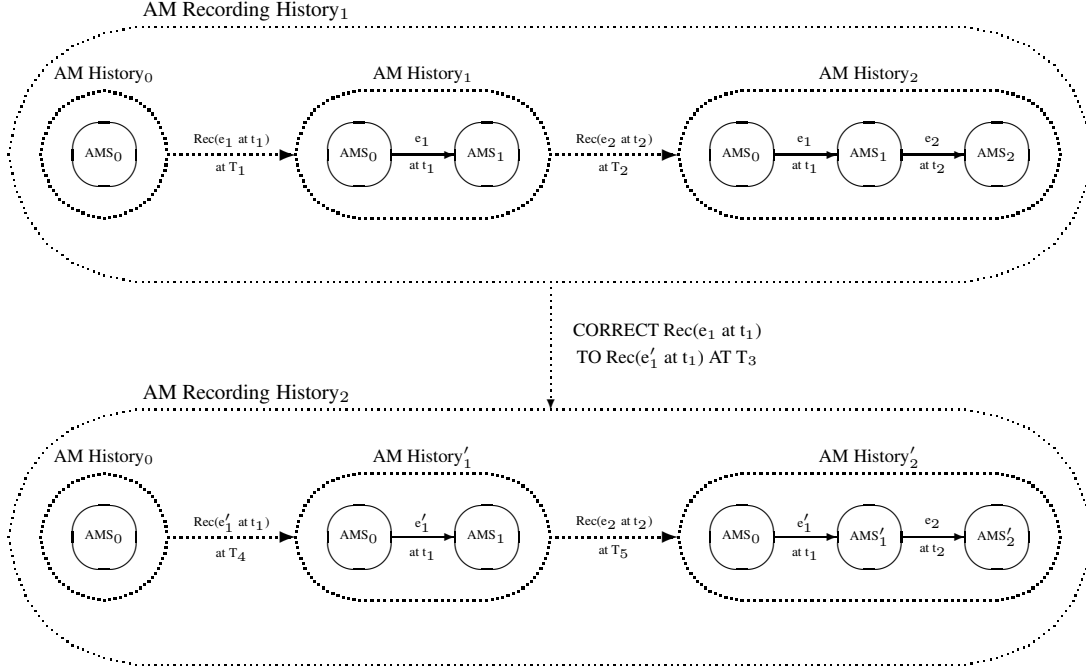 AM Recording History₁
AM History₀
AM History₁
AM History₂
AMS₀
Rec(e₁ at t₁)
at T₁
AMS₀
e₁
at t₁
AMS₁
Rec(e₂ at t₂)
at T₂
AMS₀
e₁
at t₁
AMS₁
e₂
at t₂
AMS₂
CORRECT Rec(e₁ at t₁)
TO Rec(e′₁ at t₁) AT T₃
AM Recording History₂
AM History₀
AM History′₁
AM History′₂
AMS₀
Rec(e′₁ at t₁)
at T₄
AMS₀
e′₁
at t₁
AMS₁
Rec(e₂ at t₂)
at T₅
AMS₀
e′₁
at t₁
AMS′₁
e₂
at t₂
AMS′₂